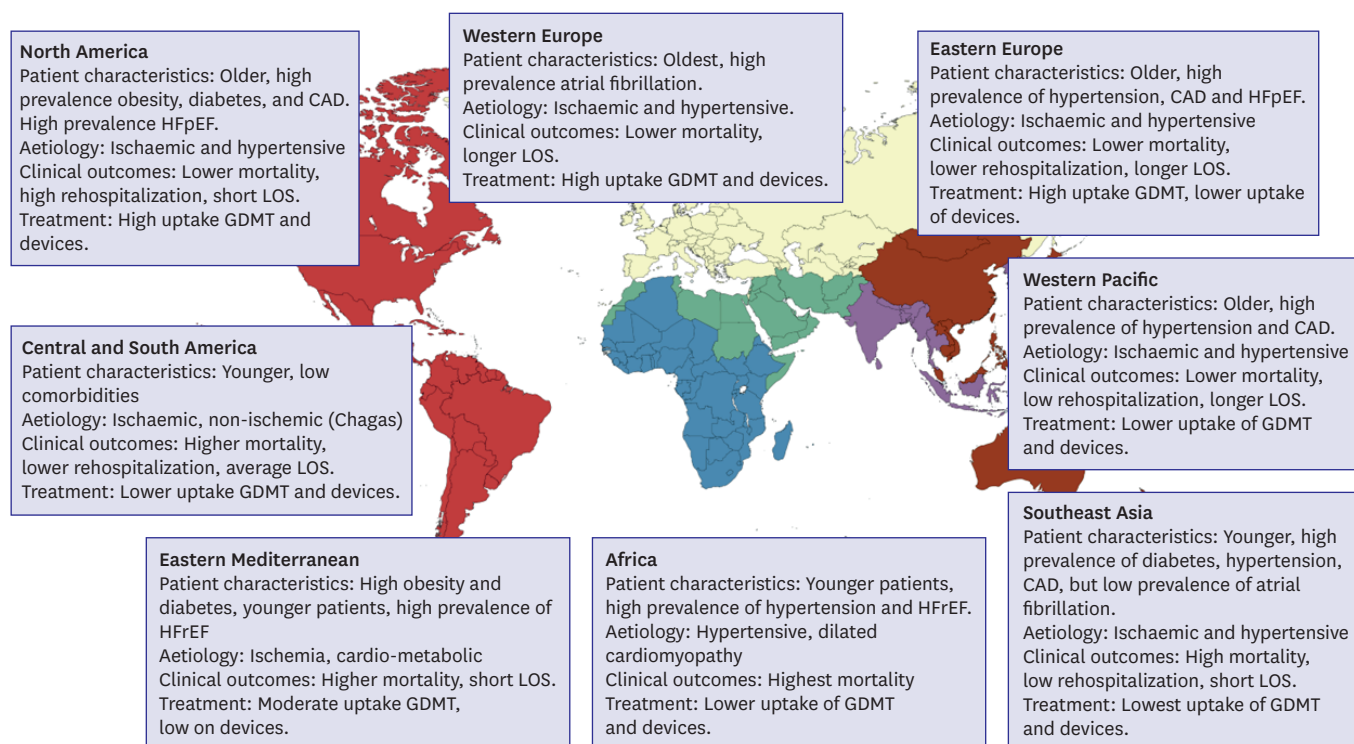 North America
Patient characteristics: Older, high
prevalence obesity, diabetes, and CAD.
High prevalence HFpEF.
Aetiology: Ischaemic and hypertensive
Clinical outcomes: Lower mortality,
high rehospitalization, short LOS.
Treatment: High uptake GDMT and
devices.
Western Europe
Patient characteristics: Oldest, high
prevalence atrial fibrillation.
Aetiology: Ischaemic and hypertensive.
Clinical outcomes: Lower mortality,
longer LOS.
Treatment: High uptake GDMT and devices.
Eastern Europe
Patient characteristics: Older, high
prevalence of hypertension, CAD and HFpEF.
Aetiology: Ischaemic and hypertensive
Clinical outcomes: Lower mortality,
lower rehospitalization, longer LOS.
Treatment: High uptake GDMT, lower uptake
of devices.
Central and South America
Patient characteristics: Younger, low
comorbidities
Aetiology: Ischaemic, non-ischemic (Chagas)
Clinical outcomes: Higher mortality,
lower rehospitalization, average LOS.
Treatment: Lower uptake GDMT and devices.
Western Pacific
Patient characteristics: Older, high
prevalence of hypertension and CAD.
Aetiology: Ischaemic and hypertensive
Clinical outcomes: Lower mortality,
low rehospitalization, longer LOS.
Treatment: Lower uptake of GDMT
and devices.
Eastern Mediterranean
Patient characteristics: High obesity and
diabetes, younger patients, high prevalence of
HFrEF
Aetiology: Ischemia, cardio-metabolic
Clinical outcomes: Higher mortality, short LOS.
Treatment: Moderate uptake GDMT,
low on devices.
Africa
Patient characteristics: Younger patients,
high prevalence of hypertension and HFrEF.
Aetiology: Hypertensive, dilated
cardiomyopathy
Clinical outcomes: Highest mortality
Treatment: Lower uptake of GDMT
and devices.
Southeast Asia
Patient characteristics: Younger, high
prevalence of diabetes, hypertension,
CAD, but low prevalence of atrial
fibrillation.
Aetiology: Ischaemic and hypertensive
Clinical outcomes: High mortality,
low rehospitalization, short LOS.
Treatment: Lowest uptake of GDMT
and devices.